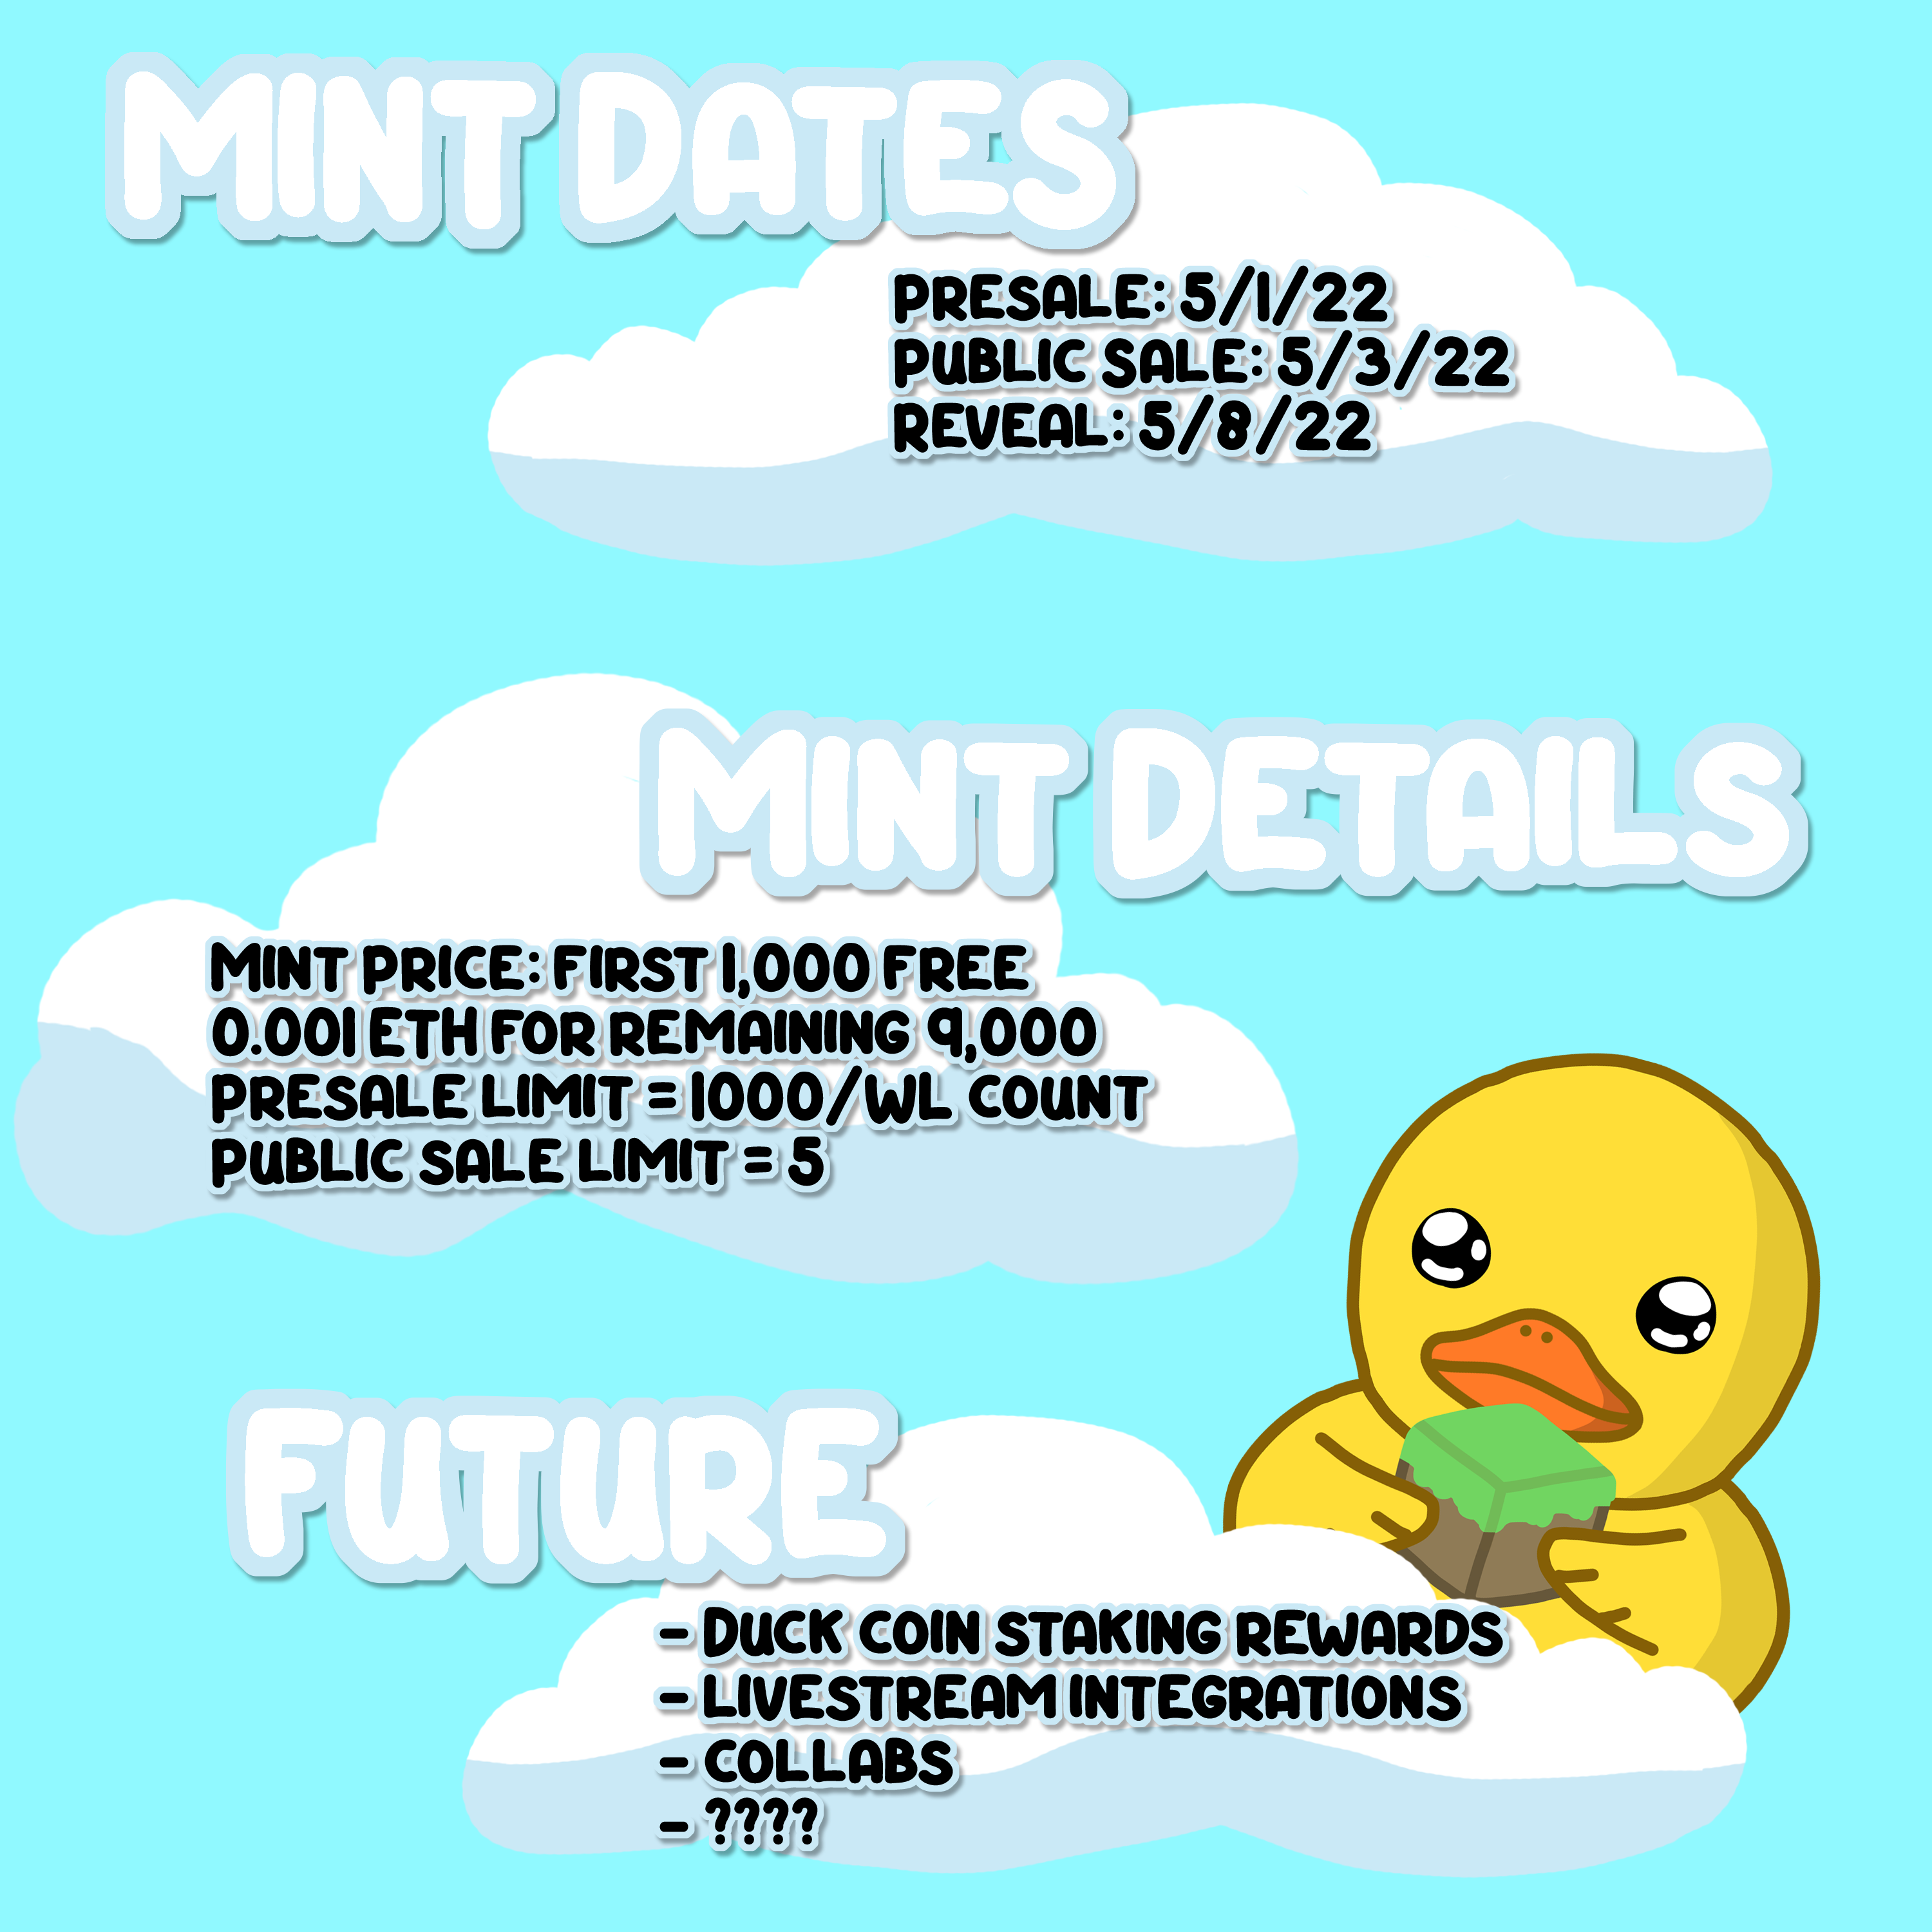 MINT DATES
PRESALE: 5/1/22
PUBLIC SALE: 5/3/22
REVEAL: 5/8/22
MINT DETAILS
MINT PRICE: FIRST 1,000 FREE
0.001 ETH FOR REMAINING 9,000
PRESALE LIMIT = 1000/WL COUNT
PUBLIC SALE LIMIT = 5
FUTURE
- DUCK COIN STAKING REWARDS
- LIVESTREAM INTEGRATIONS
- COLLABS
- ????